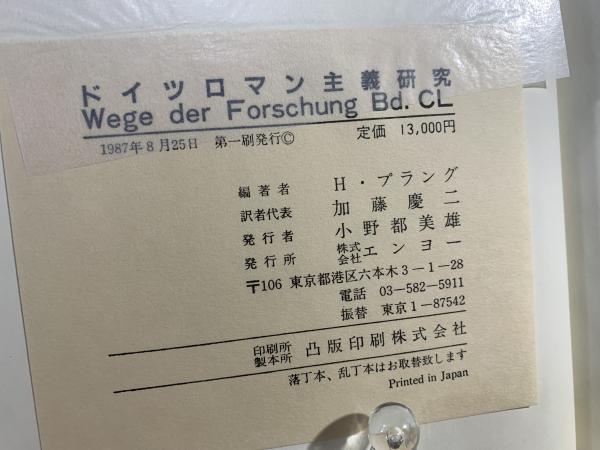 ドイツロマン主義研究
Wege der Forschung Bd. CL
1987年8月25日 第一刷発行© 定価 13,000円
編著者 H・プラング
訳者代表 加藤慶二
発行者 小野都美雄
発行所 株式会社エンヨー
〒106 東京都港区六本木3-1-28
電話 03-582-5911
振替 東京1-87542
印刷所 製本所 凸版印刷株式会社
落丁本、乱丁本はお取替致します
Printed in Japan